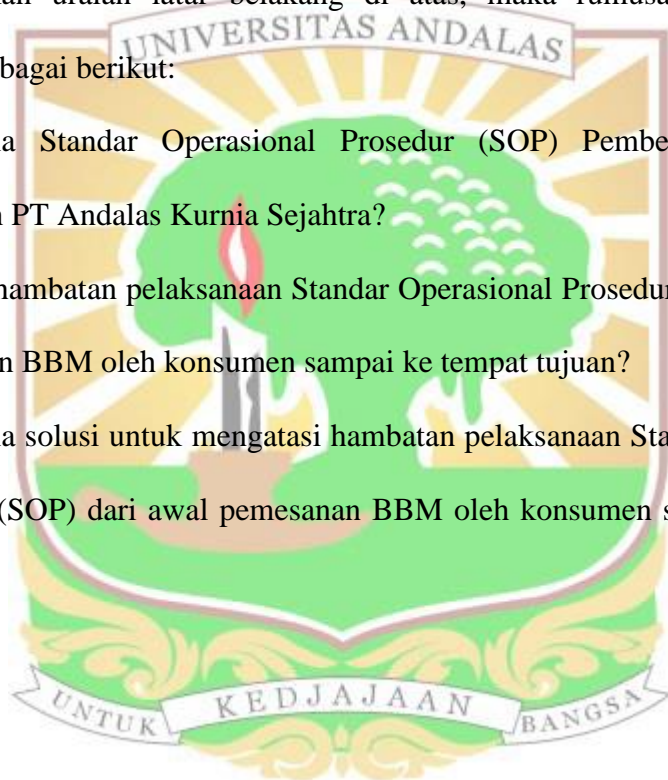 uraian latar belakang di atas, maka
UNIVERSITAS ANDALAS
bagai berikut:
a Standar Operasional Prosedur (SOP) Pembe
n PT Andalas Kurnia Sejahtra?
hambatan pelaksanaan Standar Operasional Prosedur
n BBM oleh konsumen sampai ke tempat tujuan?
a solusi untuk mengatasi hambatan pelaksanaan Sta
(SOP) dari awal pemesanan BBM oleh konsumen s
UNTUK KEDJAJAAN BANGSA